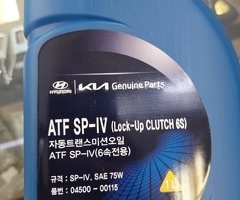 HYUNDAI KIA Genuine Parts
ATF SP-IV (Lock-Up CLUTCH 6S)
자동트랜스미션오일
ATF SP-IV(6속전용)
규격 : SP-IV, SAE 75W
품번 : 04500 - 00115